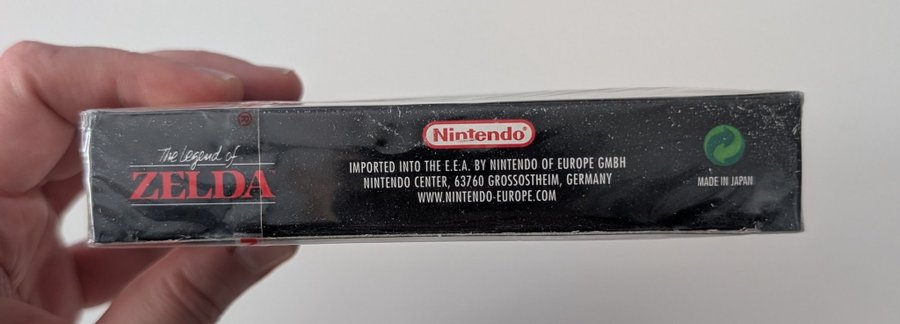 The Legend of
ZELDA
®
Nintendo®
IMPORTED INTO THE E.E.A. BY NINTENDO OF EUROPE GMBH
NINTENDO CENTER, 63760 GROSSOSTHEIM, GERMANY
WWW.NINTENDO-EUROPE.COM
MADE IN JAPAN